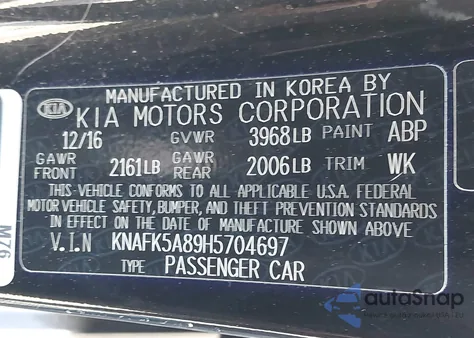 MANUFACTURED IN KOREA BY
KIA KIA MOTORS CORPORATION
12/16 GVWR 3968LB PAINT ABP
GAWR FRONT 2161LB GAWR REAR 2006LB TRIM WK
THIS VEHICLE CONFORMS TO ALL APPLICABLE U.S.A. FEDERAL
MOTOR VEHICLE SAFETY, BUMPER, AND THEFT PREVENTION STANDARDS
IN EFFECT ON THE DATE OF MANUFACTURE SHOWN ABOVE
V.I.N KNAFK5A89H5704697
TYPE PASSENGER CAR
M76
autoSnap